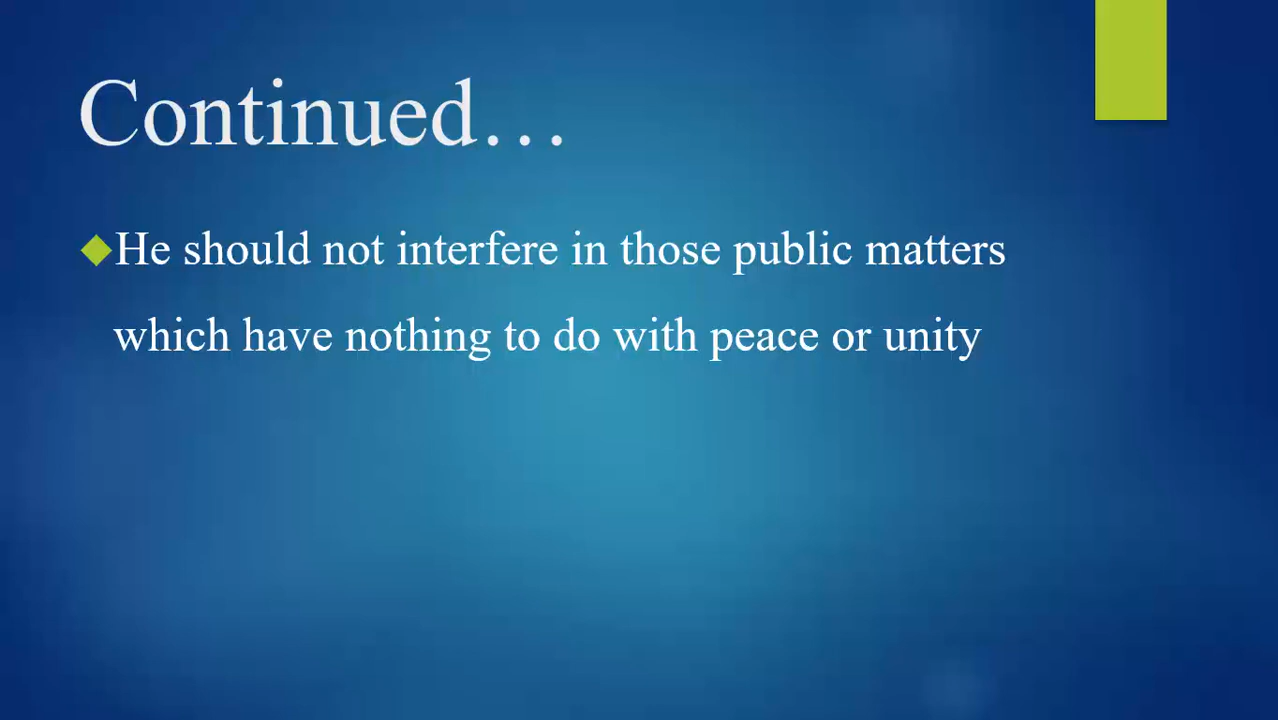 Continued…
He should not interfere in those public matters
which have nothing to do with peace or unity